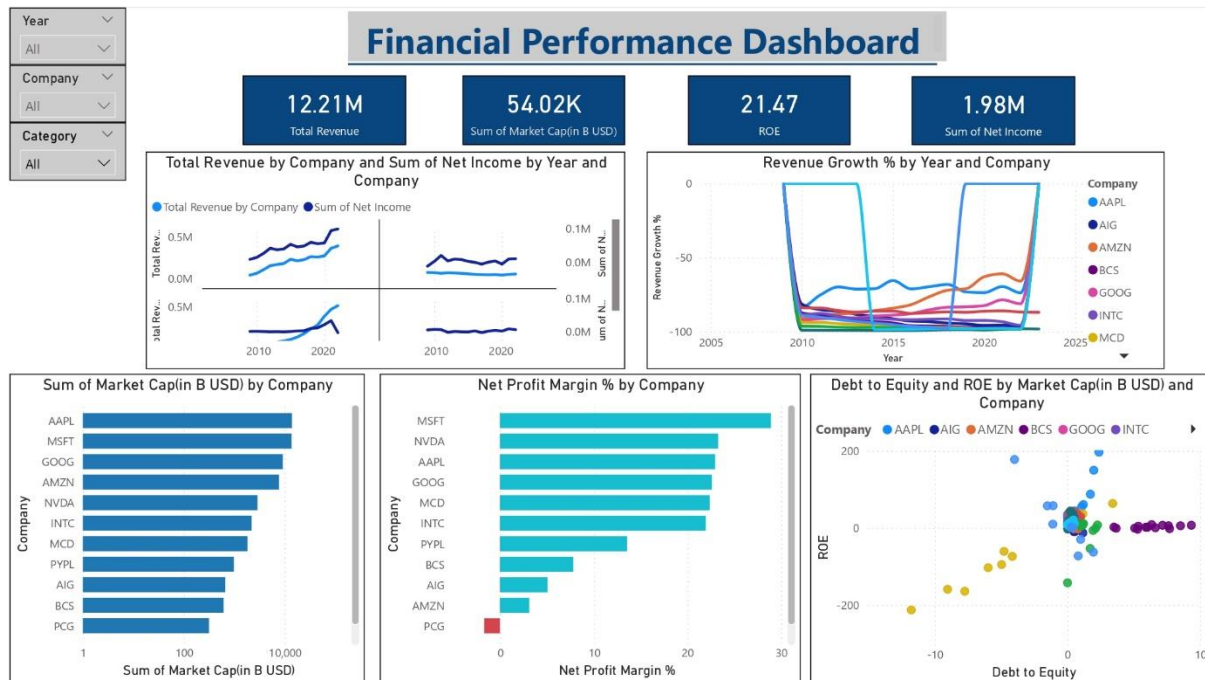 Year
All
Company
All
Category
All
Financial Performance Dashboard
12.21M
Total Revenue
54.02K
Sum of Market Cap(in B USD)
21.47
ROE
1.98M
Sum of Net Income
Total Revenue by Company and Sum of Net Income by Year and
Company
Total Revenue by Company Sum of Net Income
Total Rev...
0.5M
0.0M
0.1M
0.0M
Sum of N...
otal Rev...
0.5M
0.1M
0.0M
um of N...
2010 2020 2010 2020
Revenue Growth % by Year and Company
Revenue Growth %
0
-50
-100
2005 2010 2015 2020 2025
Year
Company
AAPL
AIG
AMZN
BCS
GOOG
INTC
MCD
Sum of Market Cap(in B USD) by Company
Company
AAPL
MSFT
GOOG
AMZN
NVDA
INTC
MCD
PYPL
AIG
BCS
PCG
1 100 10,000
Sum of Market Cap(in B USD)
Net Profit Margin % by Company
Company
MSFT
NVDA
AAPL
GOOG
MCD
INTC
PYPL
BCS
AIG
AMZN
PCG
0 10 20 30
Net Profit Margin %
Debt to Equity and ROE by Market Cap(in B USD) and
Company
Company AAPL AIG AMZN BCS GOOG INTC
ROE
200
0
-200
-10 0 10
Debt to Equity